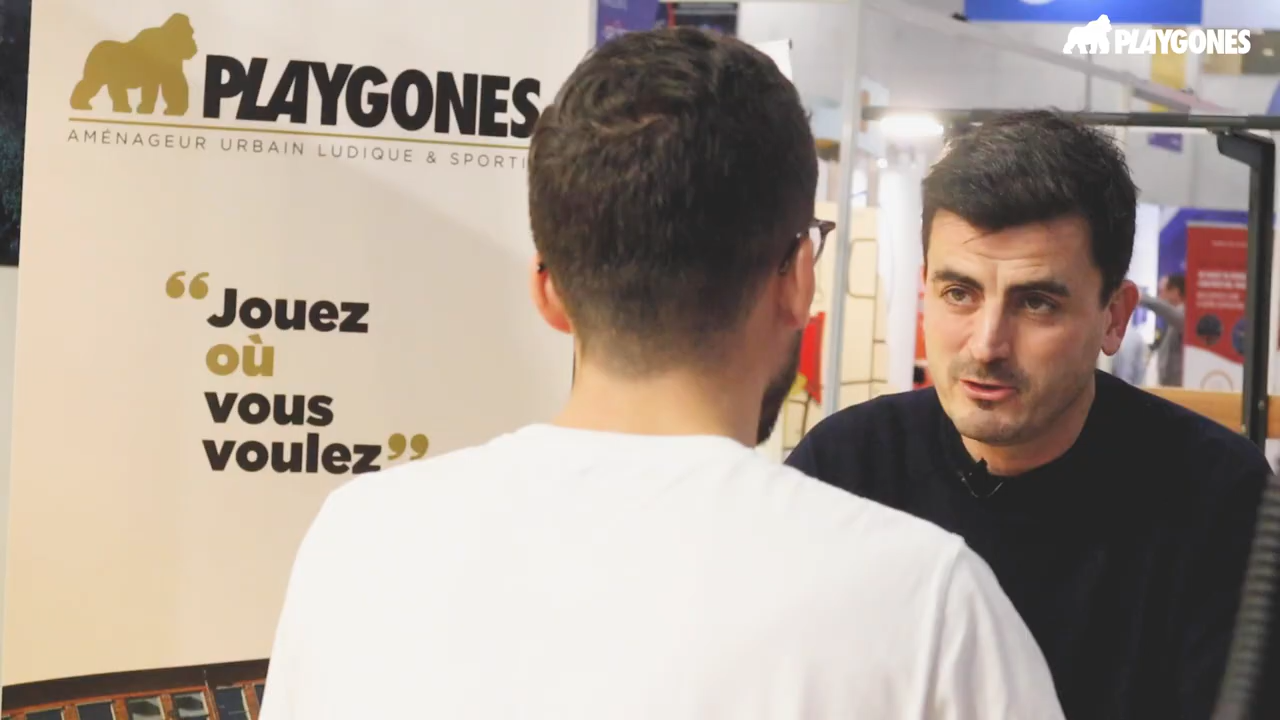 PLAYGONES
AMÉNAGEUR URBAIN LUDIQUE & SPORTI
“Jouez
où
vous
voulez”
PLAYGONES